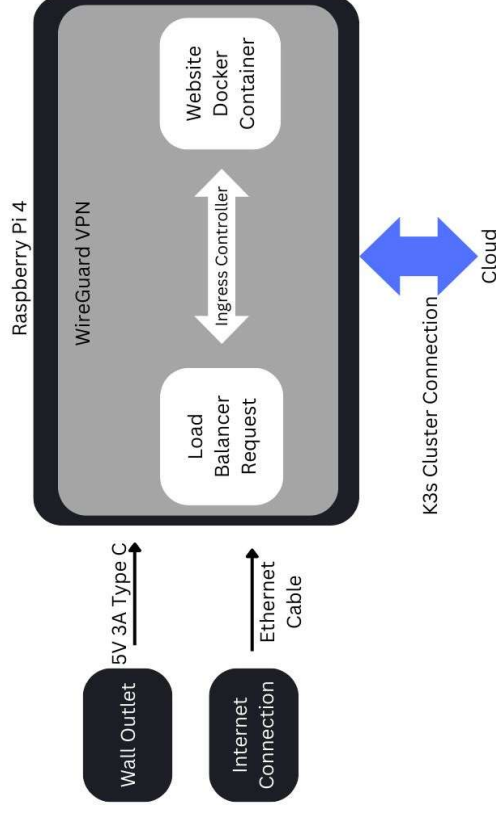 Raspberry Pi 4
WireGuard VPN
Wall Outlet
5V 3A Type C
Internet
Connection
Ethernet
Cable
Load
Balancer
Request
Ingress Controller
Website
Docker
Container
K3s Cluster Connection
Cloud